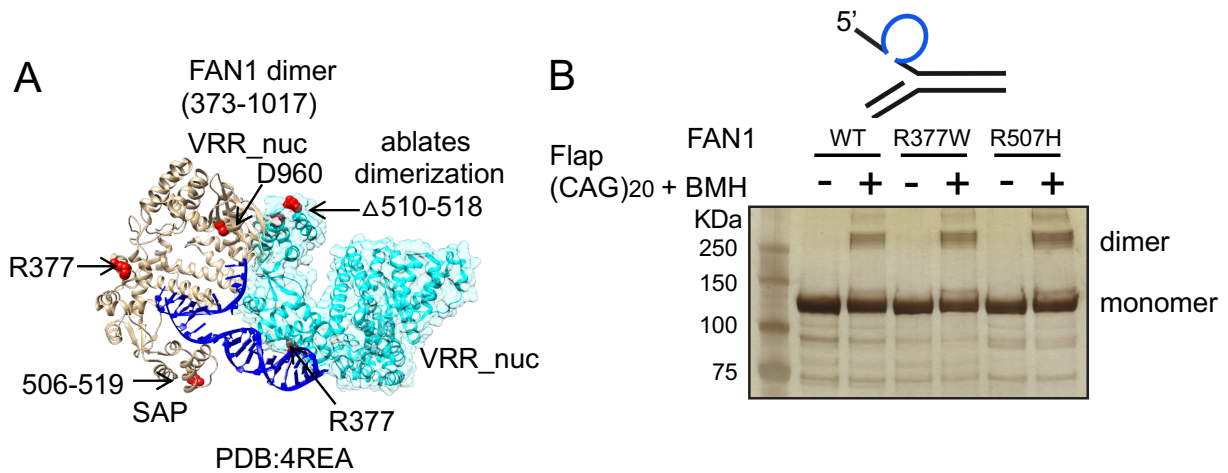 A
FAN1 dimer
(373-1017)
VRR_nuc
D960
ablates
dimerization
△510-518
R377
506-519
SAP
R377
VRR_nuc
PDB:4REA
B
5’
FAN1
WT R377W R507H
Flap
(CAG)20 + BMH
- + - + - +
KDa
250
150
100
75
dimer
monomer